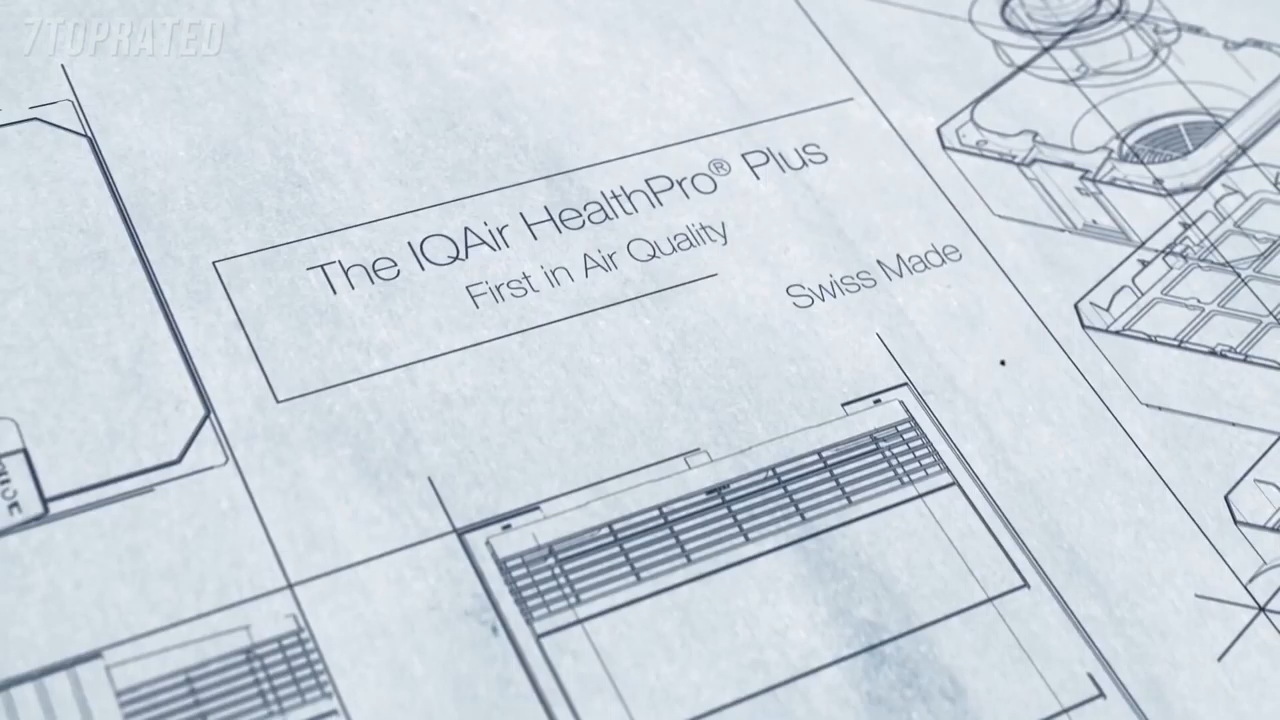 7TOPRATED
The IQAir HealthPro® Plus
First in Air Quality
Swiss Made